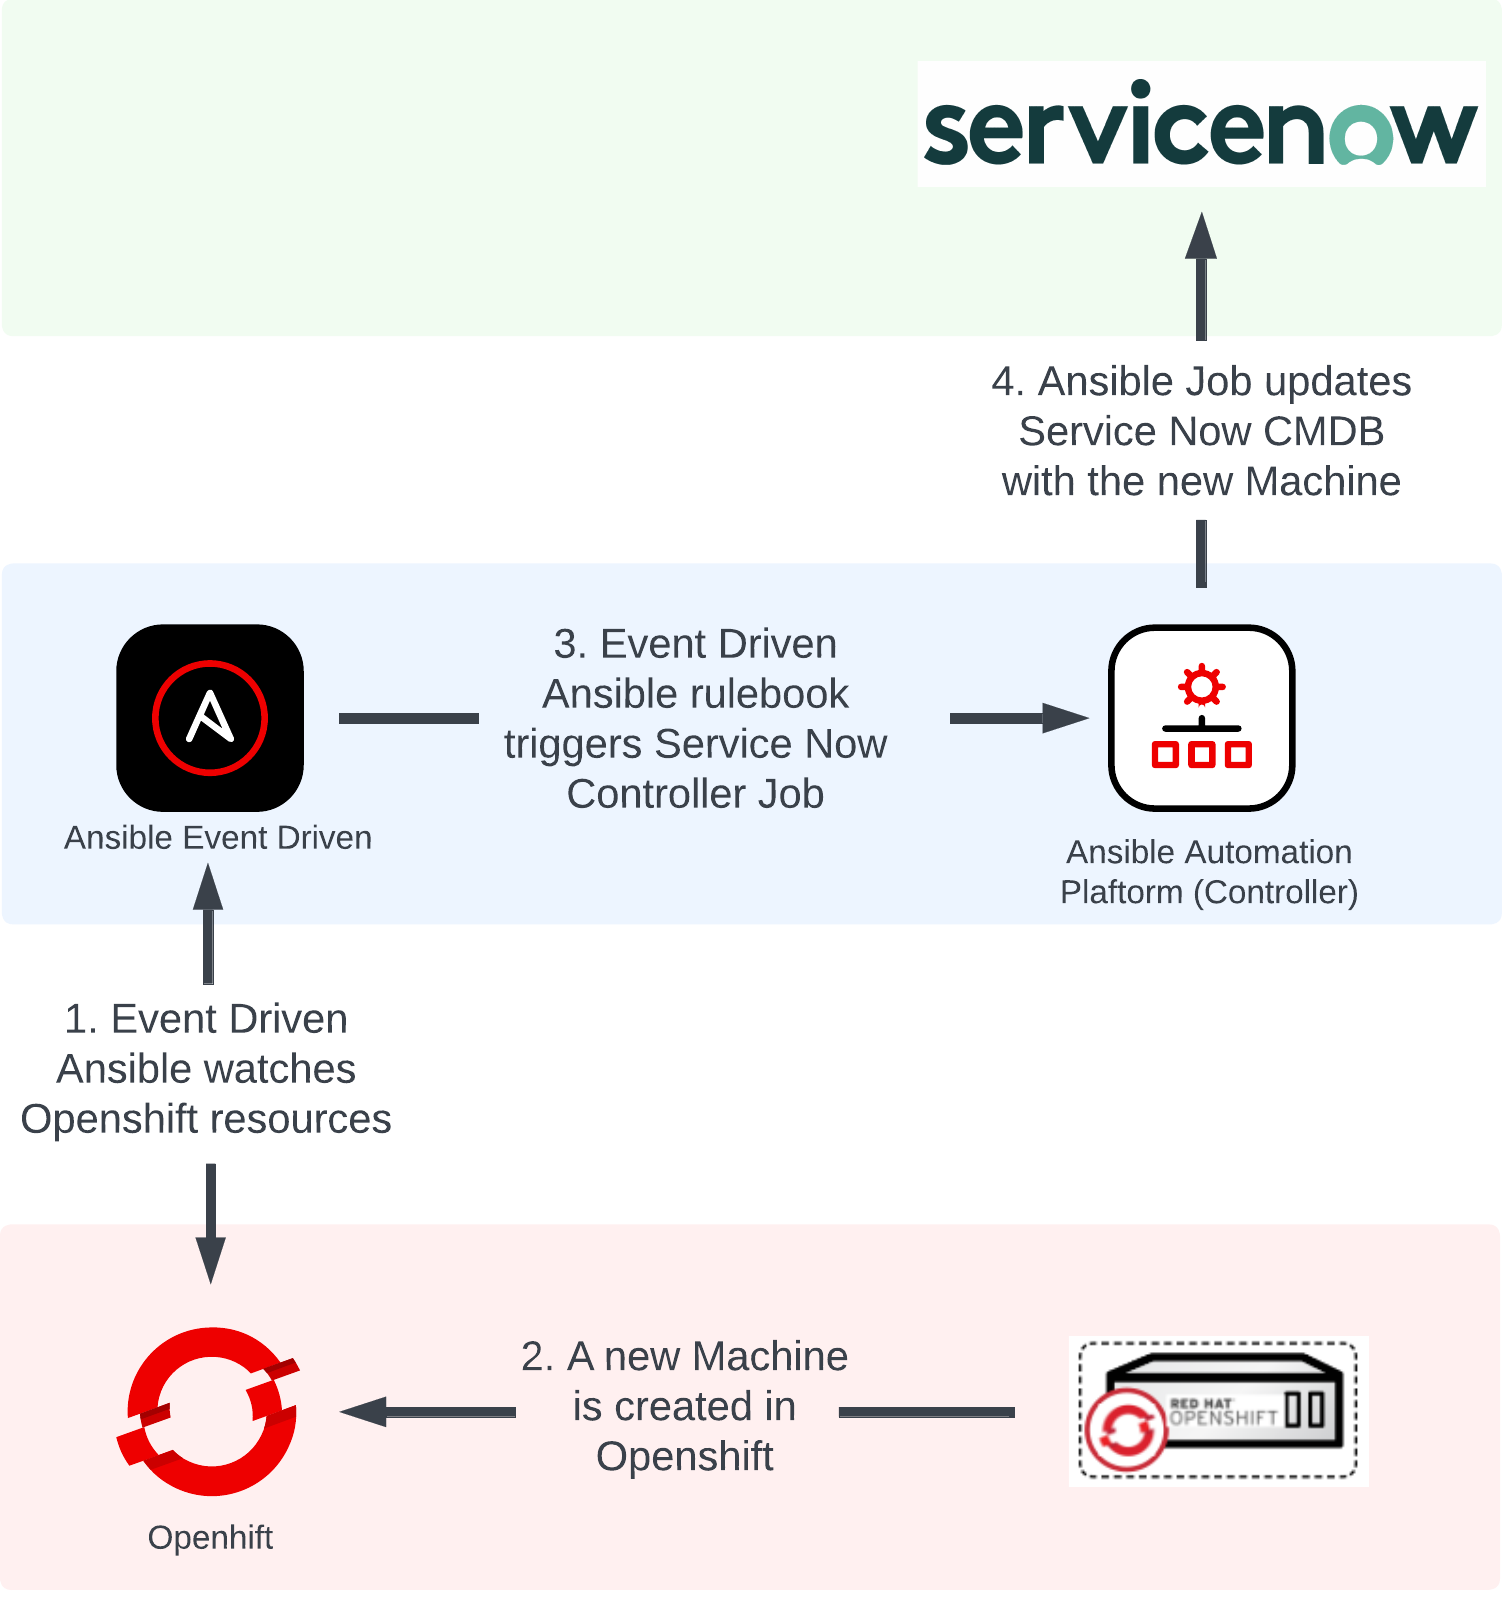 servicenow
4. Ansible Job updates
Service Now CMDB
with the new Machine
3. Event Driven
Ansible rulebook
triggers Service Now
Controller Job
Ansible Event Driven
Ansible Automation
Plaftorm (Controller)
1. Event Driven
Ansible watches
Openshift resources
2. A new Machine
is created in
Openshift
RED HAT
OPENSHIFT
Openhift